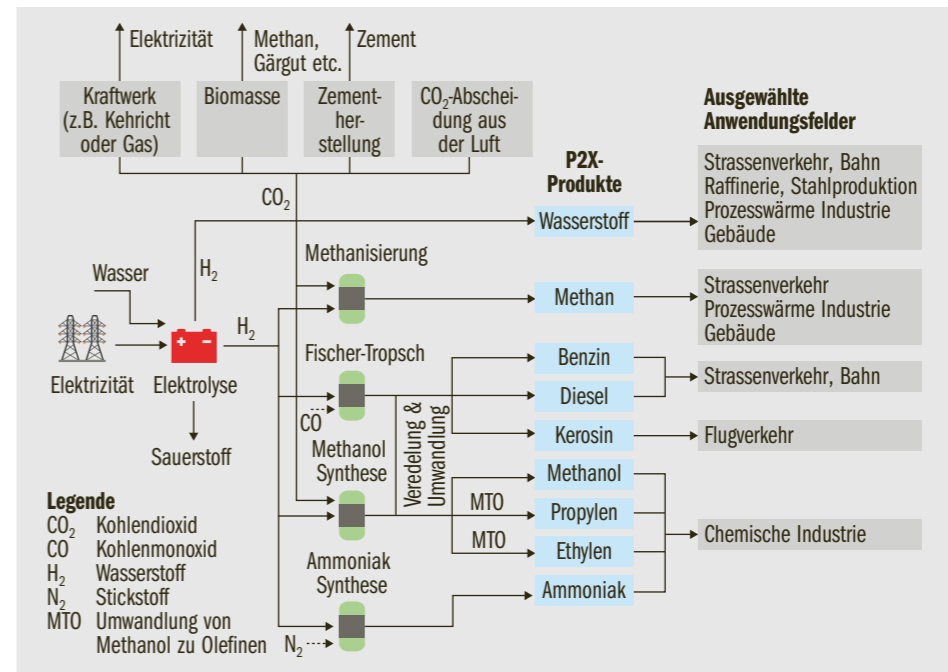 Elektrizität
Methan,
Gärgut etc.
Zement
Kraftwerk
(z.B. Kehricht
oder Gas)
Biomasse
Zement-
her-
stellung
CO₂-Abschei-
dung aus
der Luft
Ausgewählte
Anwendungsfelder
P2X-
Produkte
CO₂
Wasserstoff
Strassenverkehr, Bahn
Raffinerie, Stahlproduktion
Prozesswärme Industrie
Gebäude
Methanisierung
Wasser
H₂
H₂
Methan
Strassenverkehr
Prozesswärme Industrie
Gebäude
Elektrizität
Elektrolyse
Fischer-Tropsch
Benzin
Diesel
Strassenverkehr, Bahn
CO
Veredelung &
Umwandlung
Kerosin
Flugverkehr
Sauerstoff
Methanol
Synthese
Methanol
MTO
Propylen
MTO
Ethylen
Chemische Industrie
Ammoniak
Synthese
Ammoniak
N₂
Legende
CO₂ Kohlendioxid
CO Kohlenmonoxid
H₂ Wasserstoff
N₂ Stickstoff
MTO Umwandlung von
Methanol zu Olefinen